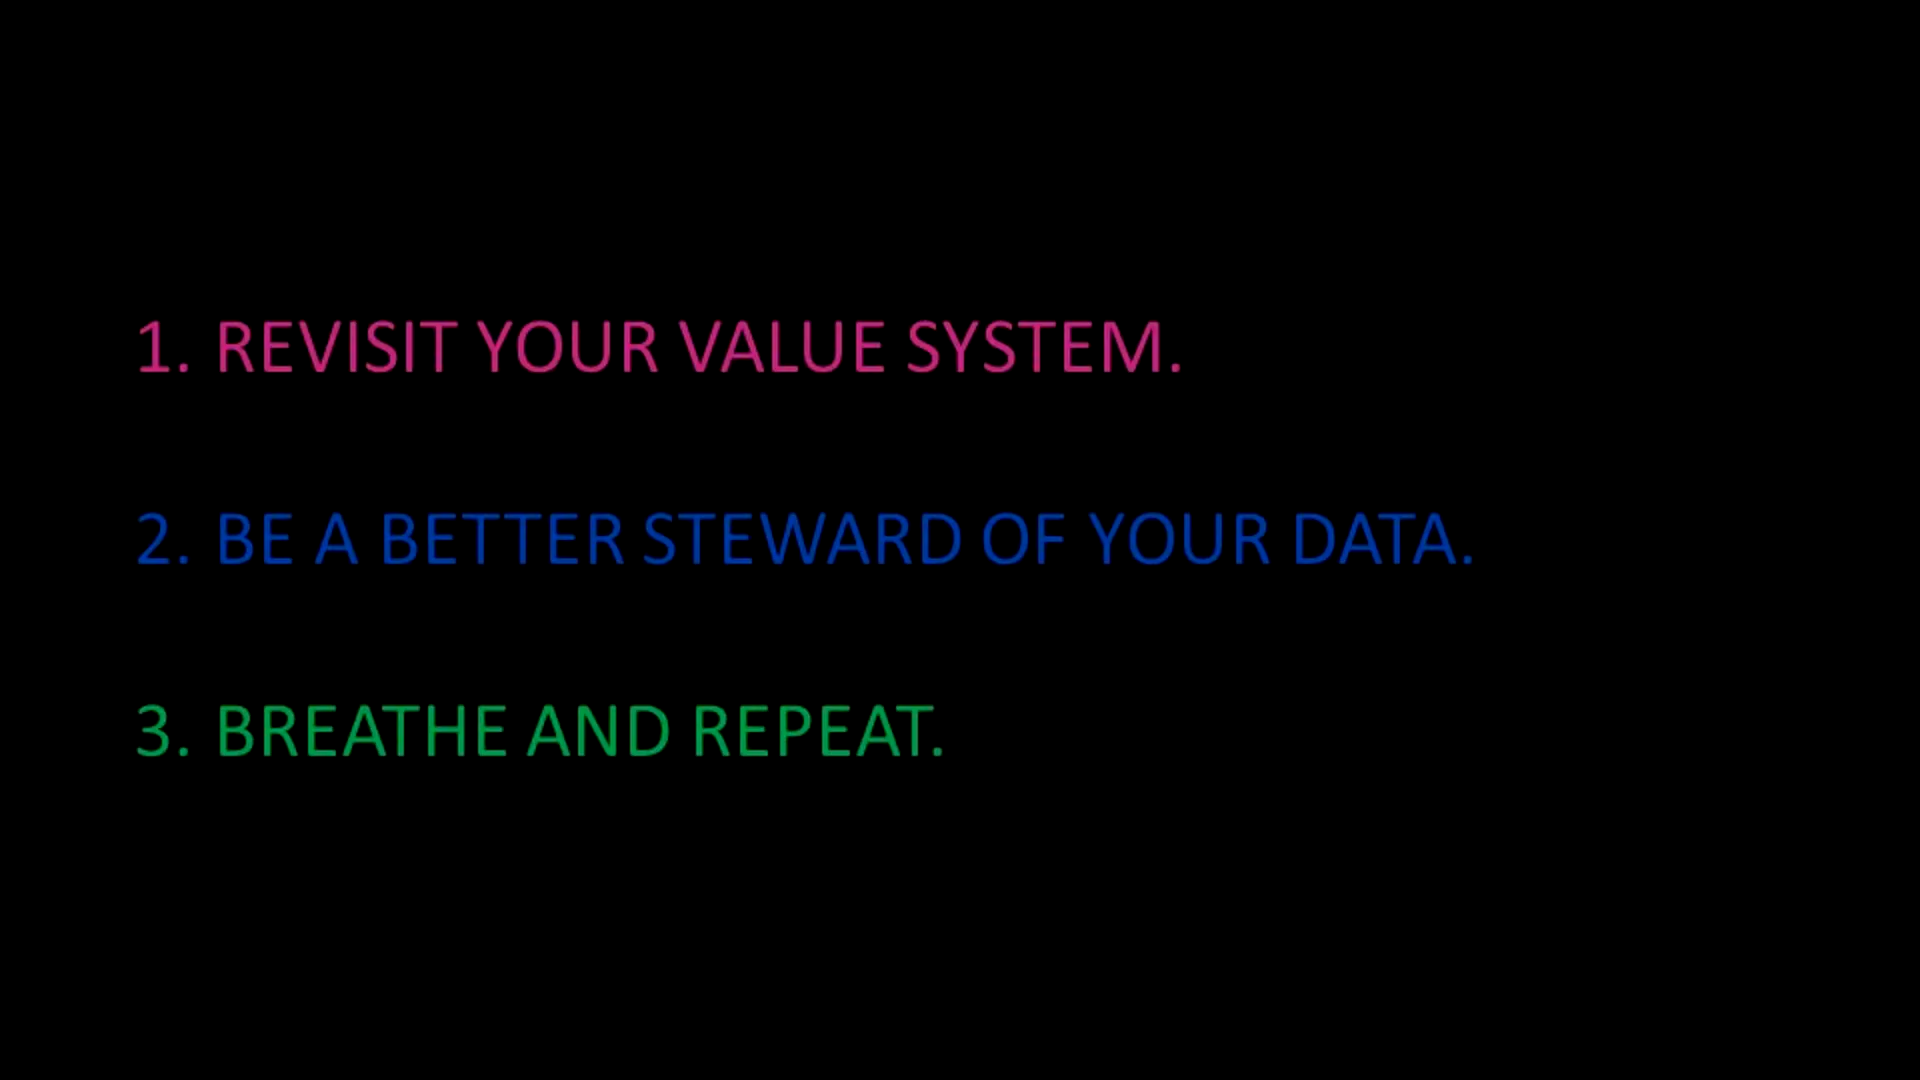 1. REVISIT YOUR VALUE SYSTEM.
2. BE A BETTER STEWARD OF YOUR DATA.
3. BREATHE AND REPEAT.